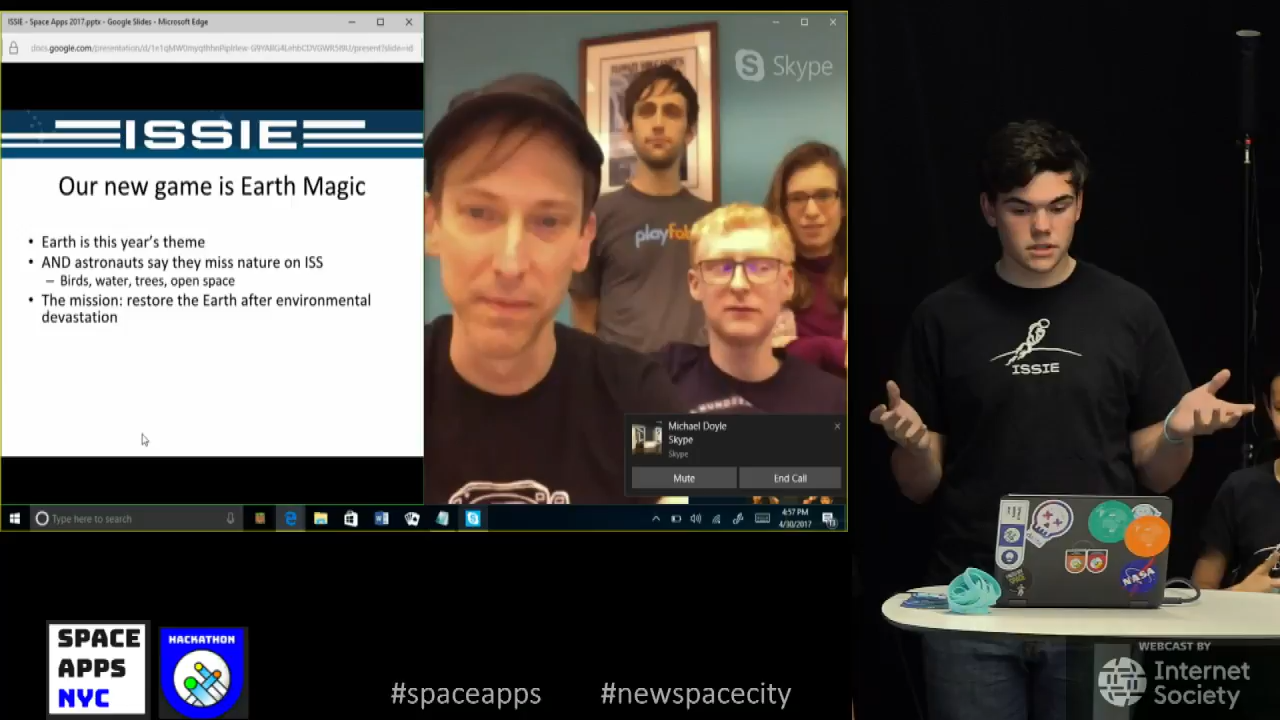 ISSIE - Space Apps 2017.pptx - Google Slides - Microsoft Edge
ISSIE
Our new game is Earth Magic
• Earth is this year's theme
• AND astronauts say they miss nature on ISS
– Birds, water, trees, open space
• The mission: restore the Earth after environmental
devastation
Skype
playfab
Michael Doyle
Skype
Skype
Mute
End Call
Type here to search
4:57 PM
4/30/2017
ISSIE
NASA
SPACE
APPS
NYC
HACKATHON
#spaceapps
#newspacecity
WEBCAST BY
Internet
Society